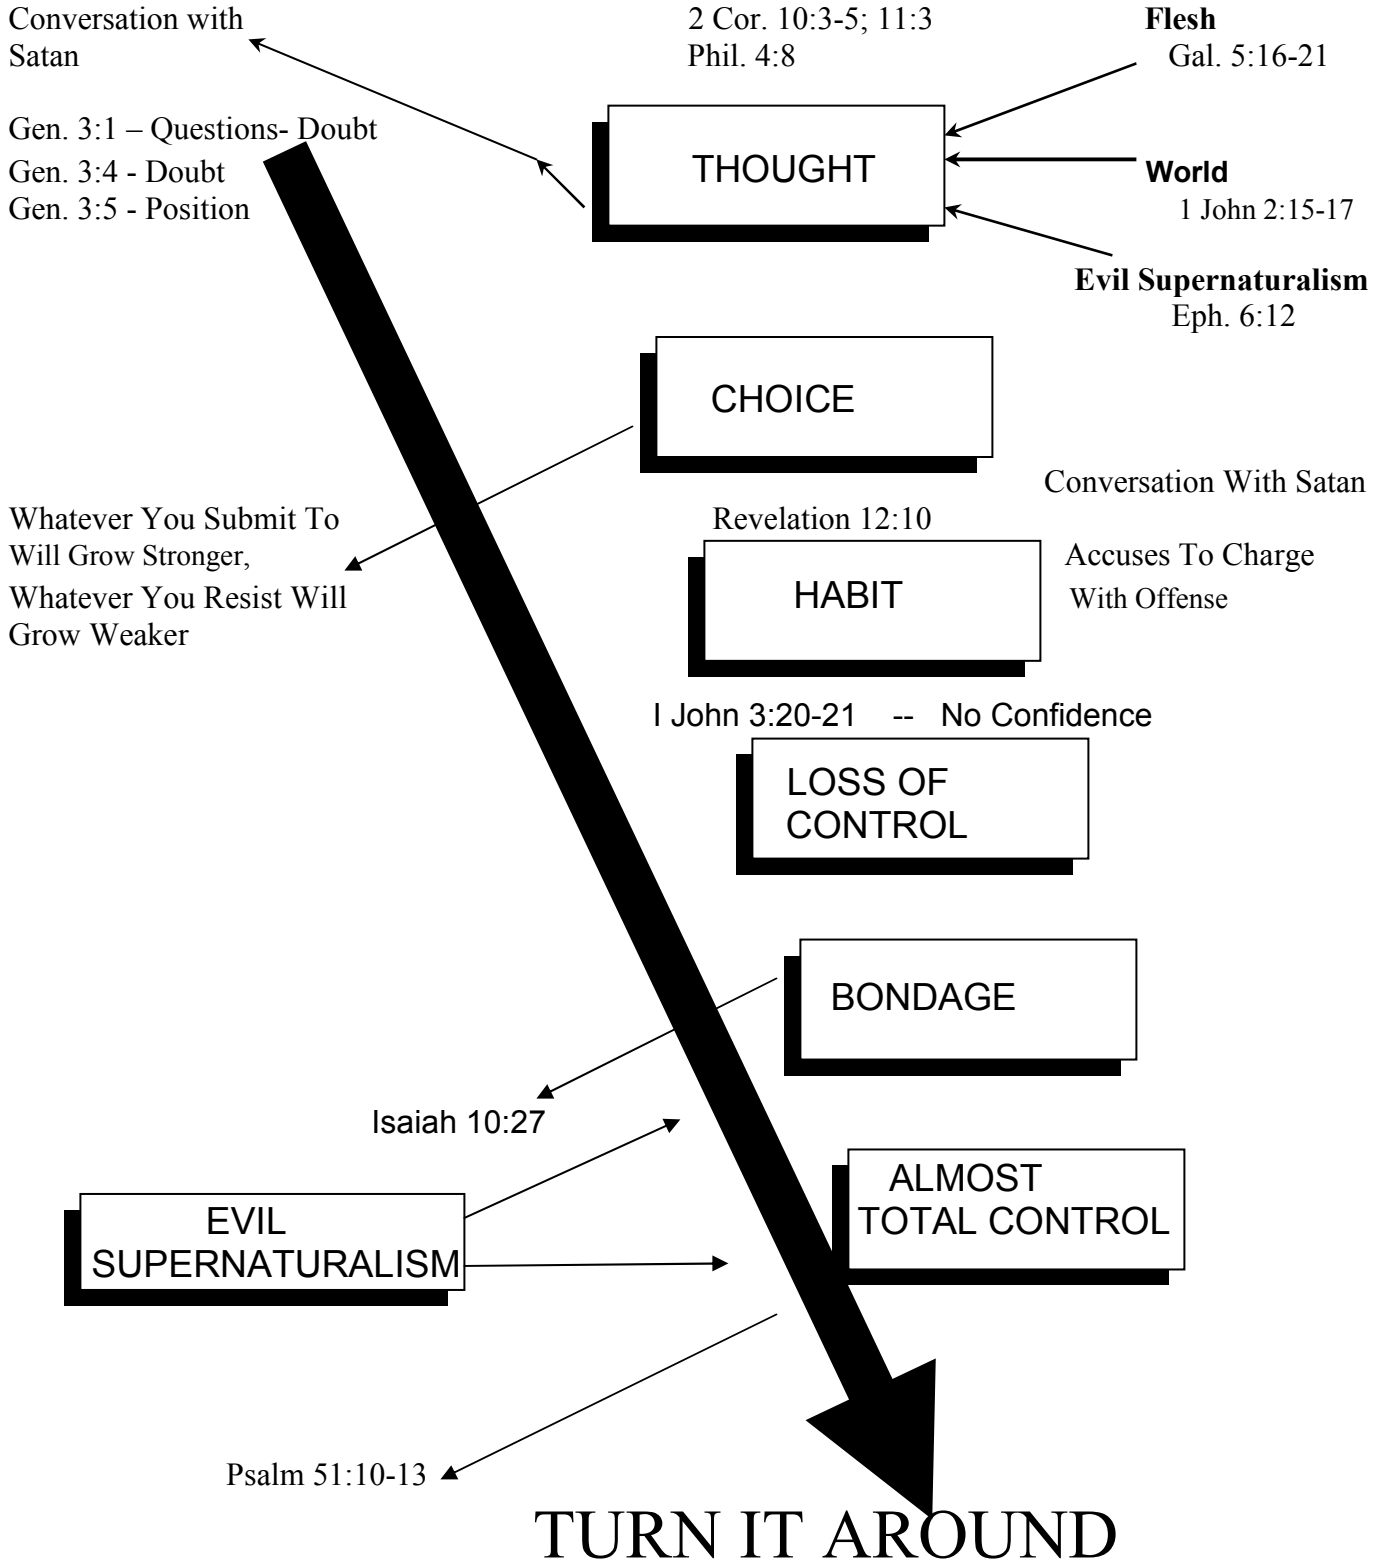 Conversation with
Satan
2 Cor. 10:3-5; 11:3
Phil. 4:8
Flesh
Gal. 5:16-21
Gen. 3:1 – Questions- Doubt
Gen. 3:4 - Doubt
Gen. 3:5 - Position
THOUGHT
World
1 John 2:15-17
Evil Supernaturalism
Eph. 6:12
CHOICE
Conversation With Satan
Whatever You Submit To
Will Grow Stronger,
Whatever You Resist Will
Grow Weaker
Revelation 12:10
HABIT
Accuses To Charge
With Offense
I John 3:20-21 -- No Confidence
LOSS OF
CONTROL
BONDAGE
Isaiah 10:27
ALMOST
TOTAL CONTROL
EVIL
SUPERNATURALISM
Psalm 51:10-13
TURN IT AROUND